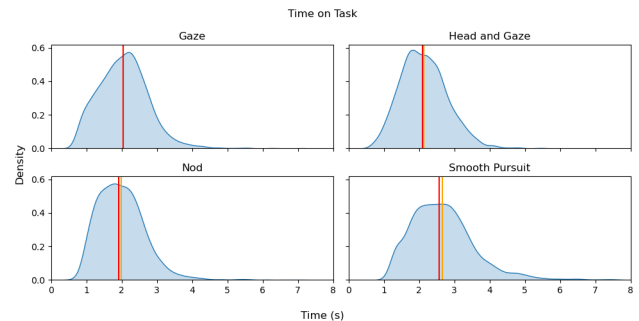 Time on Task
Gaze
Head and Gaze
0.6
0.4
0.2
0.0
Nod
Smooth Pursuit
0.6
0.4
0.2
0.0
0 1 2 3 4 5 6 7 8
0 1 2 3 4 5 6 7 8
Density
Time (s)